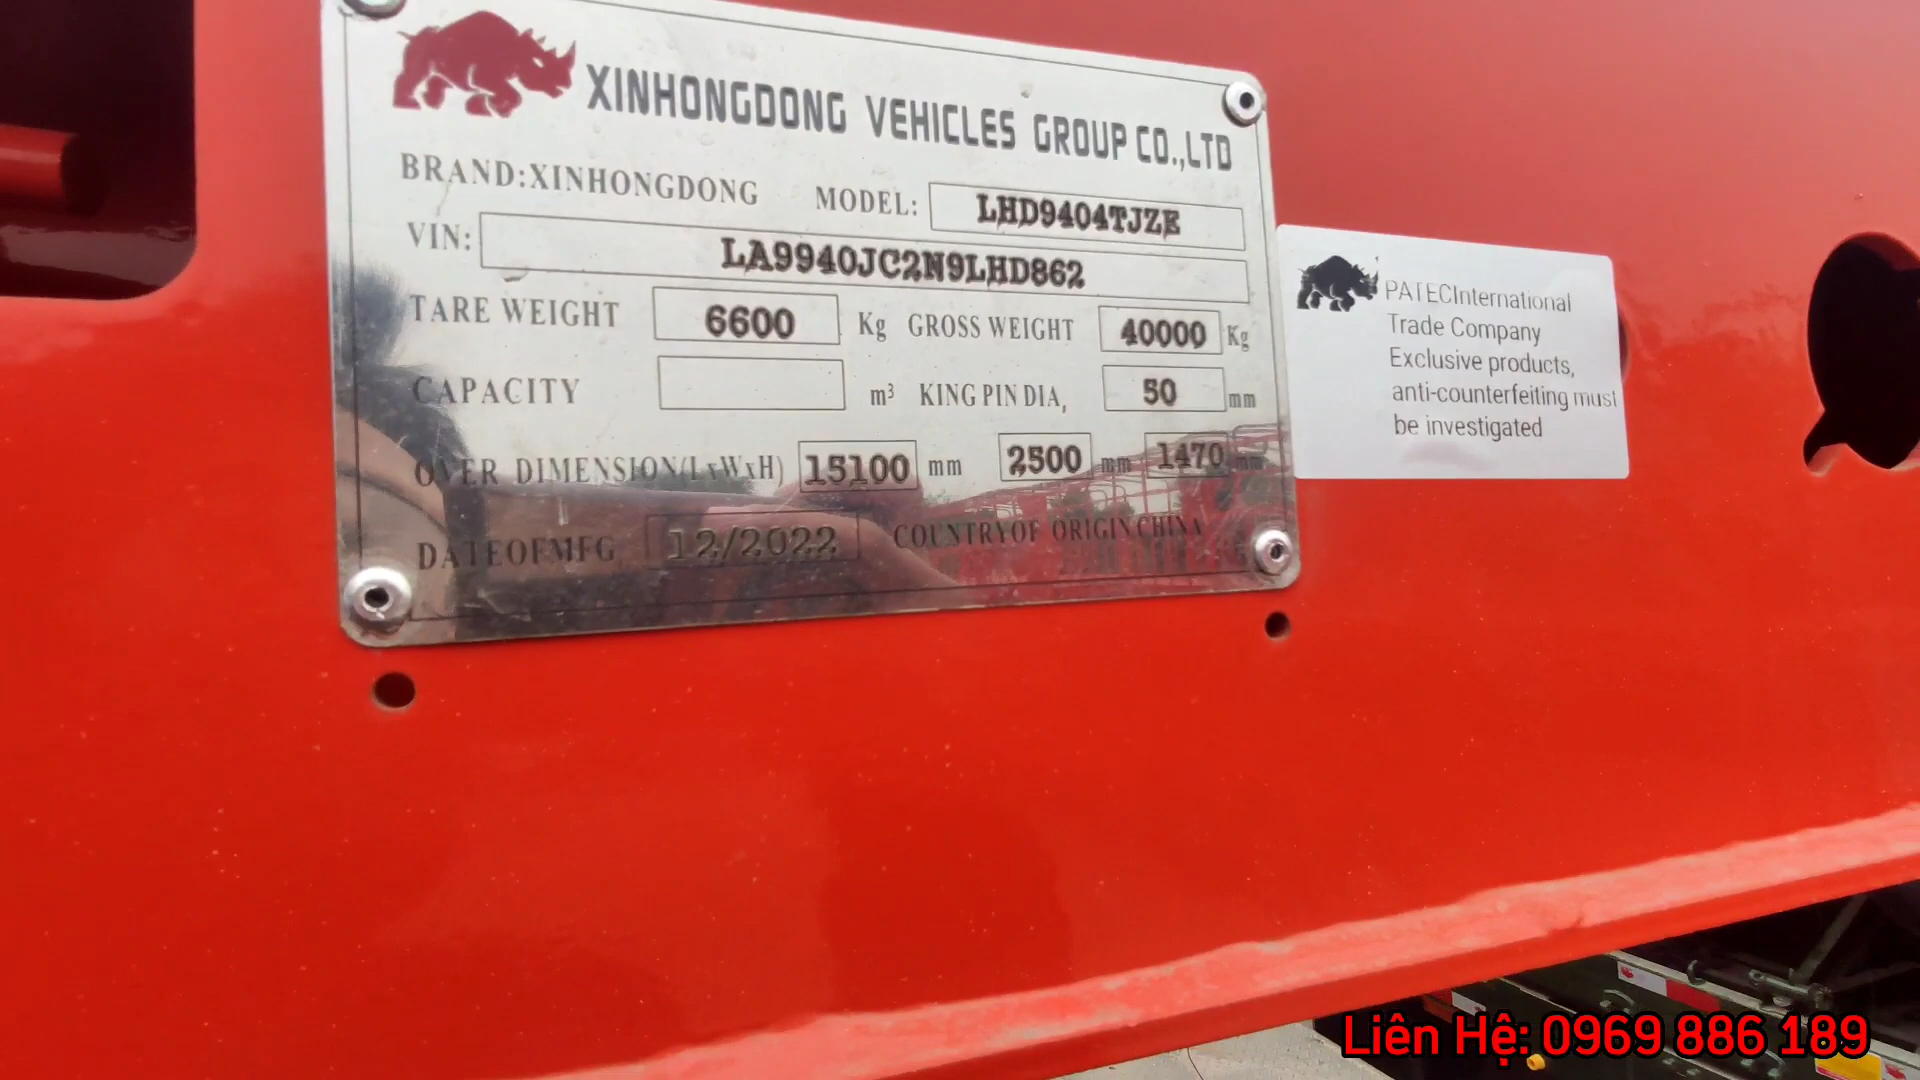 XINHONGDONG VEHICLES GROUP CO.,LTD
BRAND:XINHONGDONG MODEL: LHD9404TJZE
VIN: LA9940JC2N9LHD862
TARE WEIGHT 6600 Kg GROSS WEIGHT 40000 Kg
CAPACITY m³ KING PIN DIA, 50 mm
OVER DIMENSION(LxWxH) 15100 mm 2500 mm 1470 mm
DATEOFMFG 12/2022 COUNTRYOF ORIGIN CHINA
PATECInternational
Trade Company
Exclusive products,
anti-counterfeiting must
be investigated
Liên Hệ: 0969 886 189